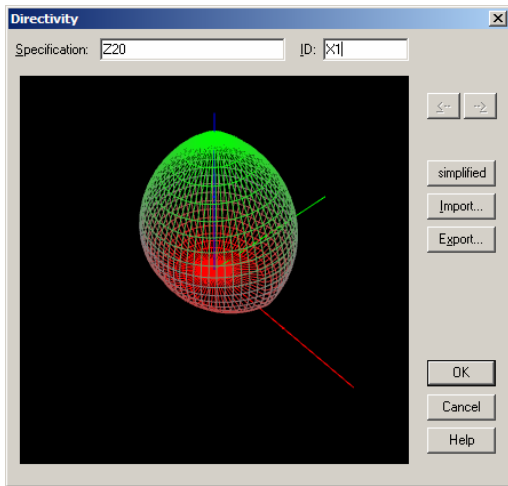 Directivity
Specification: Z20 ID: X1
<-- -->
simplified
Import...
Export...
OK
Cancel
Help